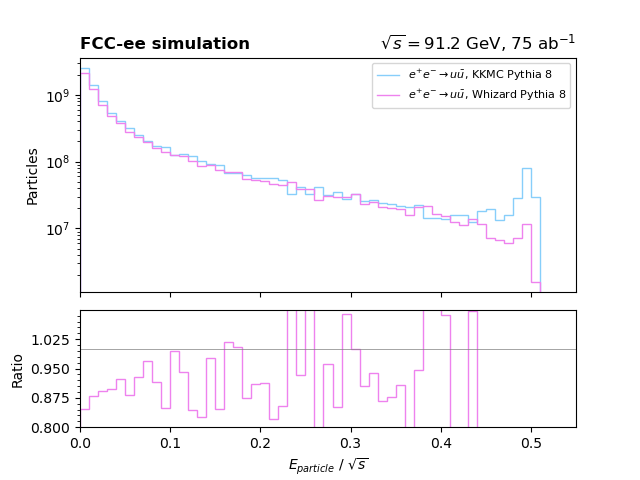 FCC-ee simulation
√s = 91.2 GeV, 75 ab⁻¹
e⁺e⁻ → uū, KKMC Pythia 8
e⁺e⁻ → uū, Whizard Pythia 8
10⁹
10⁸
10⁷
Particles
1.025
0.950
0.875
0.800
Ratio
0.0 0.1 0.2 0.3 0.4 0.5
E_particle / √s